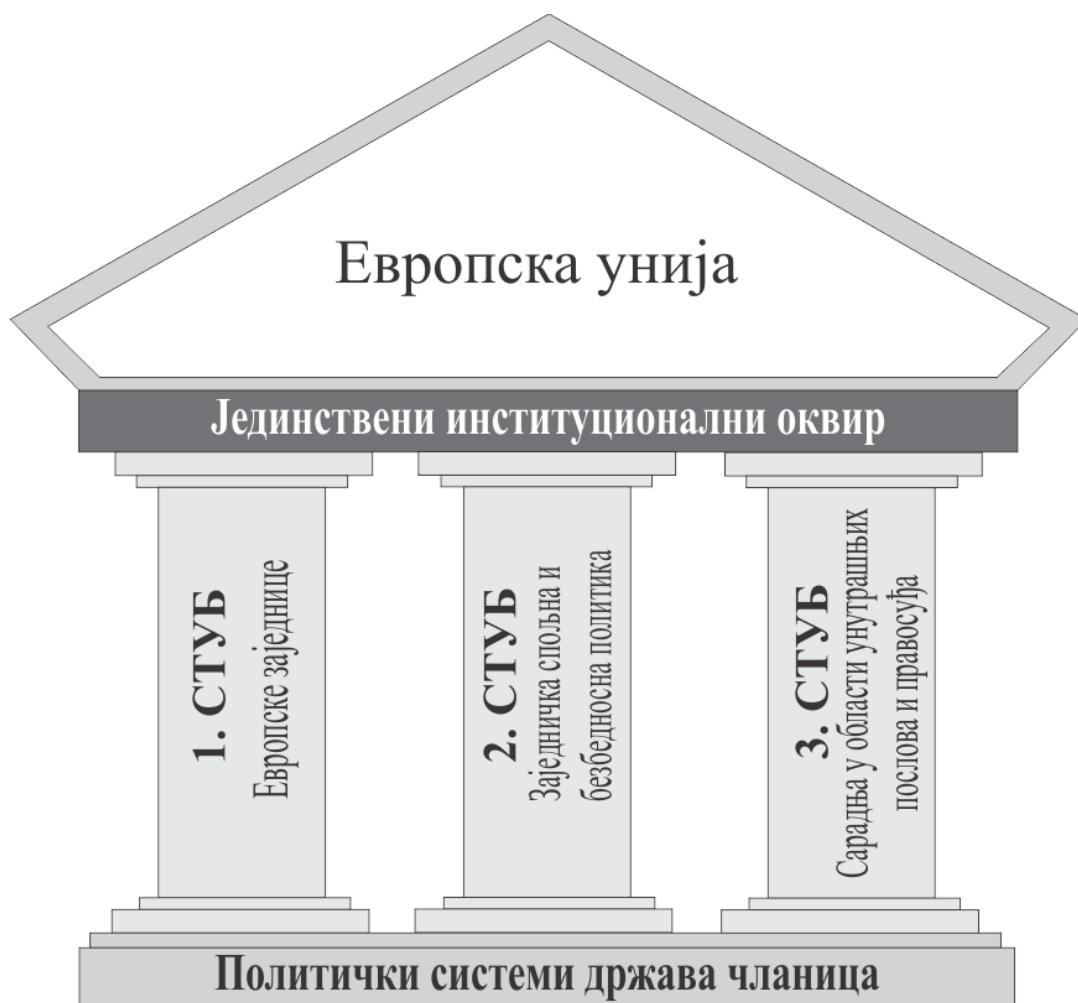 Европска унија
Јединствени институционални оквир
1. СТУБ
Европске заједнице
2. СТУБ
Заједничка спољна и
безбедносна политика
3. СТУБ
Сарадња у области унутрашњих
послова и правосуђа
Политички системи држава чланица